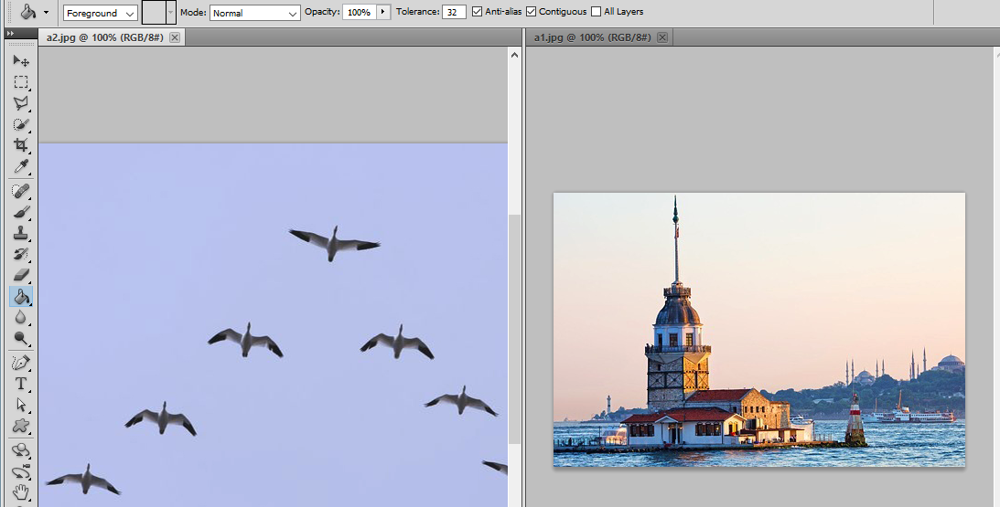 Foreground Mode: Normal Opacity: 100% Tolerance: 32 Anti-alias Contiguous All Layers
a2.jpg @ 100% (RGB/8#) a1.jpg @ 100% (RGB/8#)
T